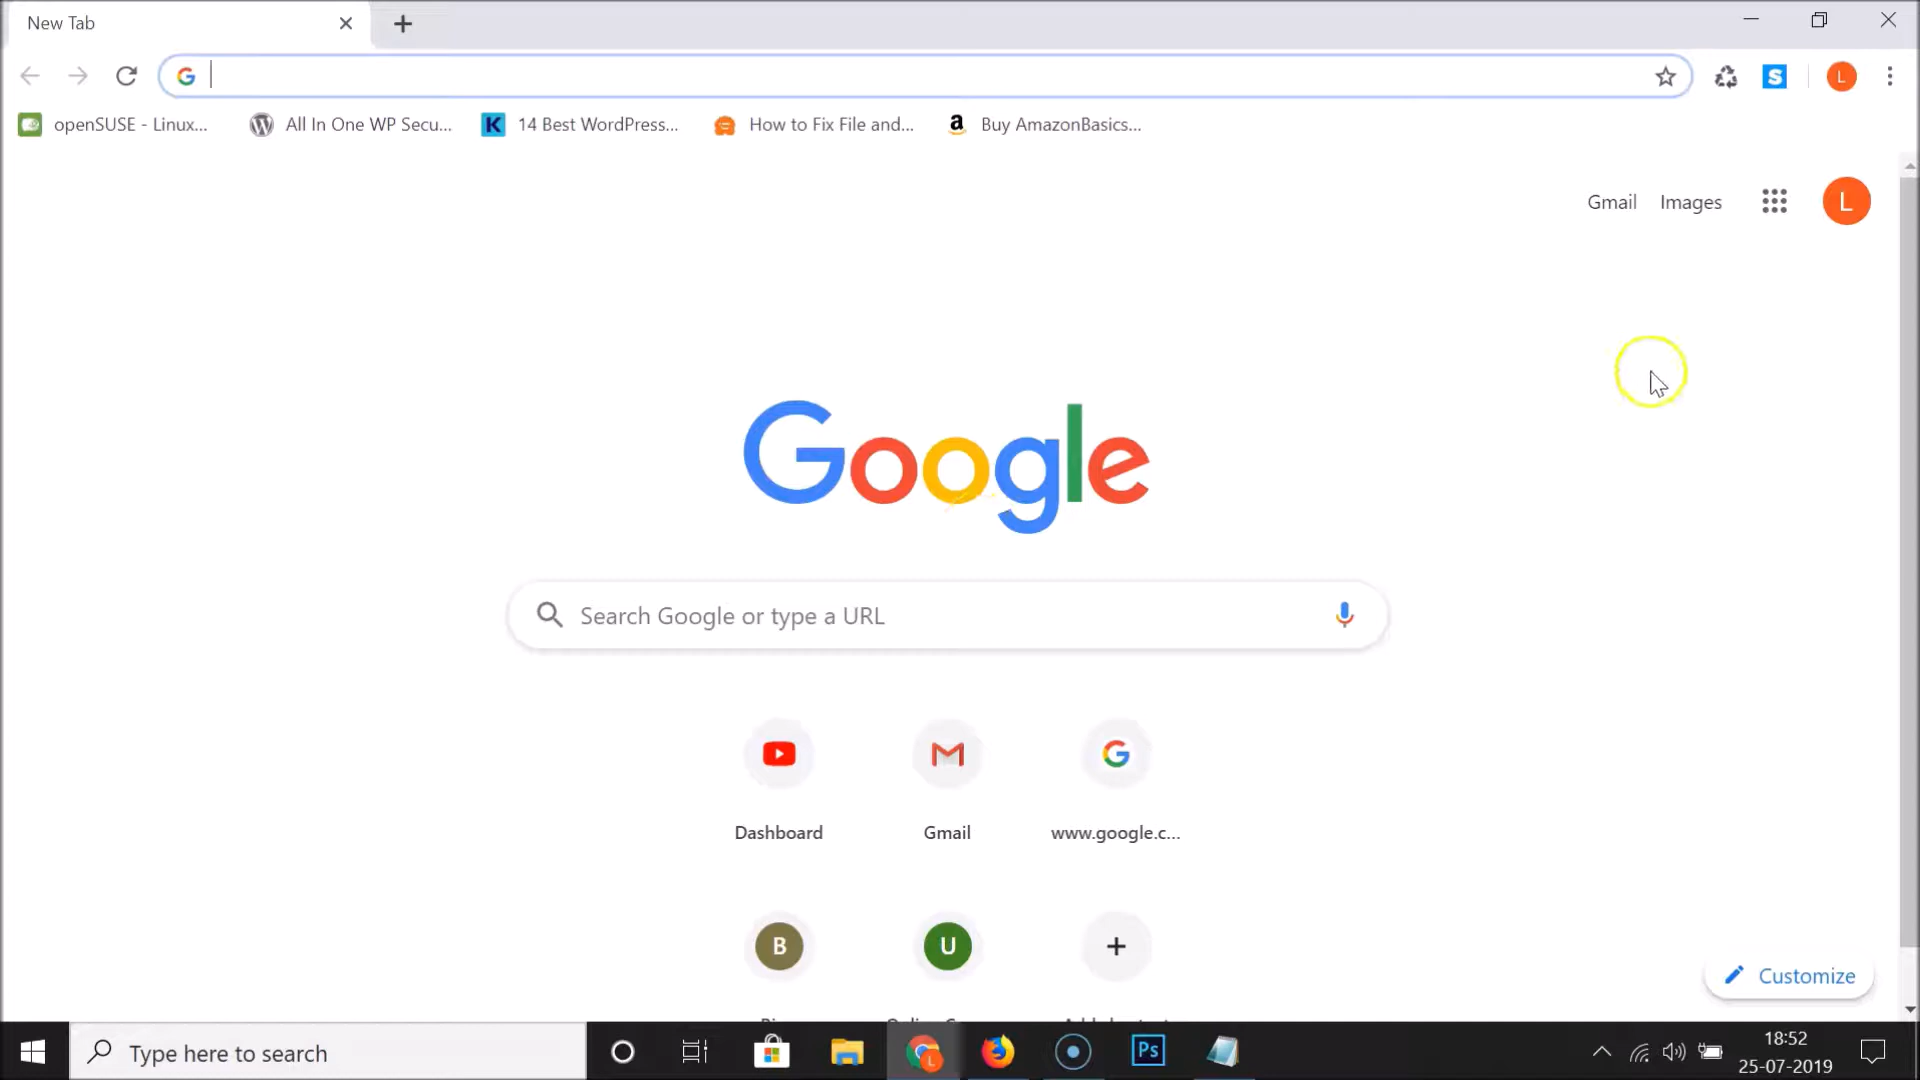 New Tab
openSUSE - Linux...
All In One WP Secu...
K
14 Best WordPress...
How to Fix File and...
a
Buy AmazonBasics...
S
L
Gmail
Images
L
Google
Search Google or type a URL
Dashboard
Gmail
www.google.c...
B
U
Customize
Type here to search
L
Ps
18:52
25-07-2019